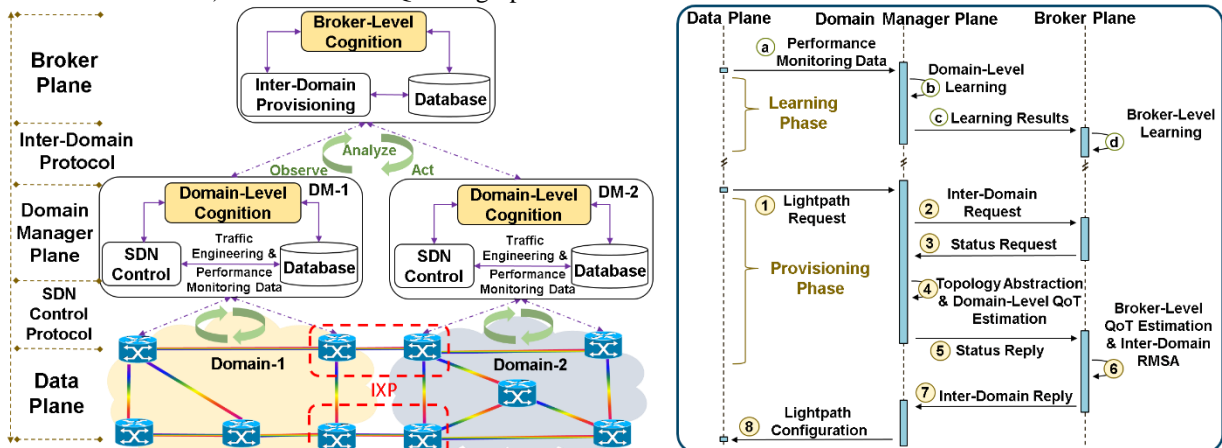 Broker
Plane
Inter-Domain
Protocol
Domain
Manager
Plane
SDN
Control
Protocol
Data
Plane
Broker-Level
Cognition
Inter-Domain
Provisioning
Database
Observe
Analyze
Act
Domain-Level
Cognition
DM-1
SDN
Control
Traffic
Engineering &
Performance
Monitoring Data
Database
Domain-Level
Cognition
DM-2
SDN
Control
Traffic
Engineering &
Performance
Monitoring Data
Database
Domain-1
IXP
Domain-2
Data Plane
Domain Manager Plane
Broker Plane
a Performance
Monitoring Data
b Domain-Level
Learning
Learning
Phase
c Learning Results
Broker-Level
Learning
d
1 Lightpath
Request
2 Inter-Domain
Request
3 Status Request
Provisioning
Phase
4 Topology Abstraction
& Domain-Level QoT
Estimation
Broker-Level
QoT Estimation
& Inter-Domain
RMSA
5 Status Reply
6
7 Inter-Domain Reply
8 Lightpath
Configuration